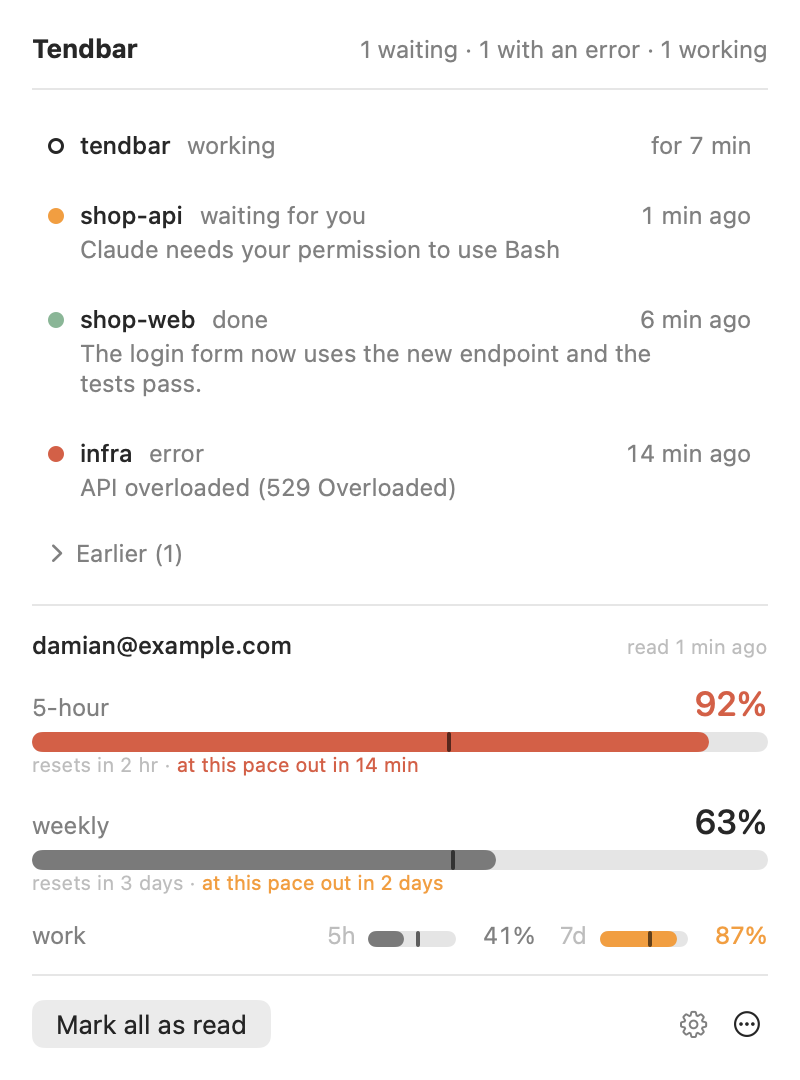 Tendbar 1 waiting · 1 with an error · 1 working
tendbar working for 7 min
shop-api waiting for you 1 min ago
Claude needs your permission to use Bash
shop-web done 6 min ago
The login form now uses the new endpoint and the
tests pass.
infra error 14 min ago
API overloaded (529 Overloaded)
Earlier (1)
damian@example.com read 1 min ago
5-hour 92%
resets in 2 hr · at this pace out in 14 min
weekly 63%
resets in 3 days · at this pace out in 2 days
work 5h 41% 7d 87%
Mark all as read